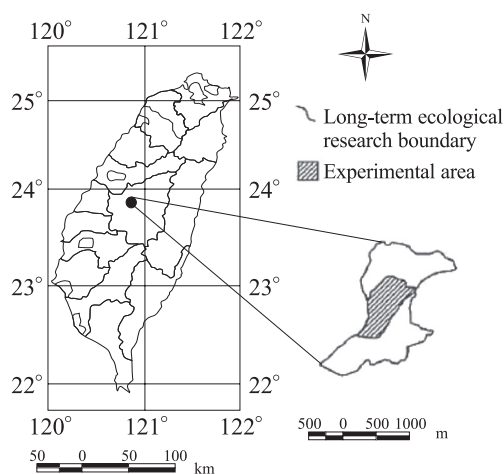 120° 121° 122°
N
25° 25°
Long-term ecological
research boundary
Experimental area
24° 24°
23° 23°
22° 22°
120° 121° 122°
50 0 50 100
km
500 0 500 1000
m